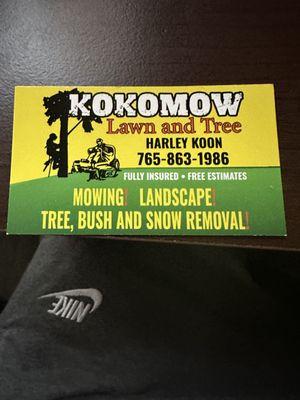 KOKOMOW
Lawn and Tree
HARLEY KOON
765-863-1986
FULLY INSURED • FREE ESTIMATES
MOWING! LANDSCAPE!
TREE, BUSH AND SNOW REMOVAL!
NIKE